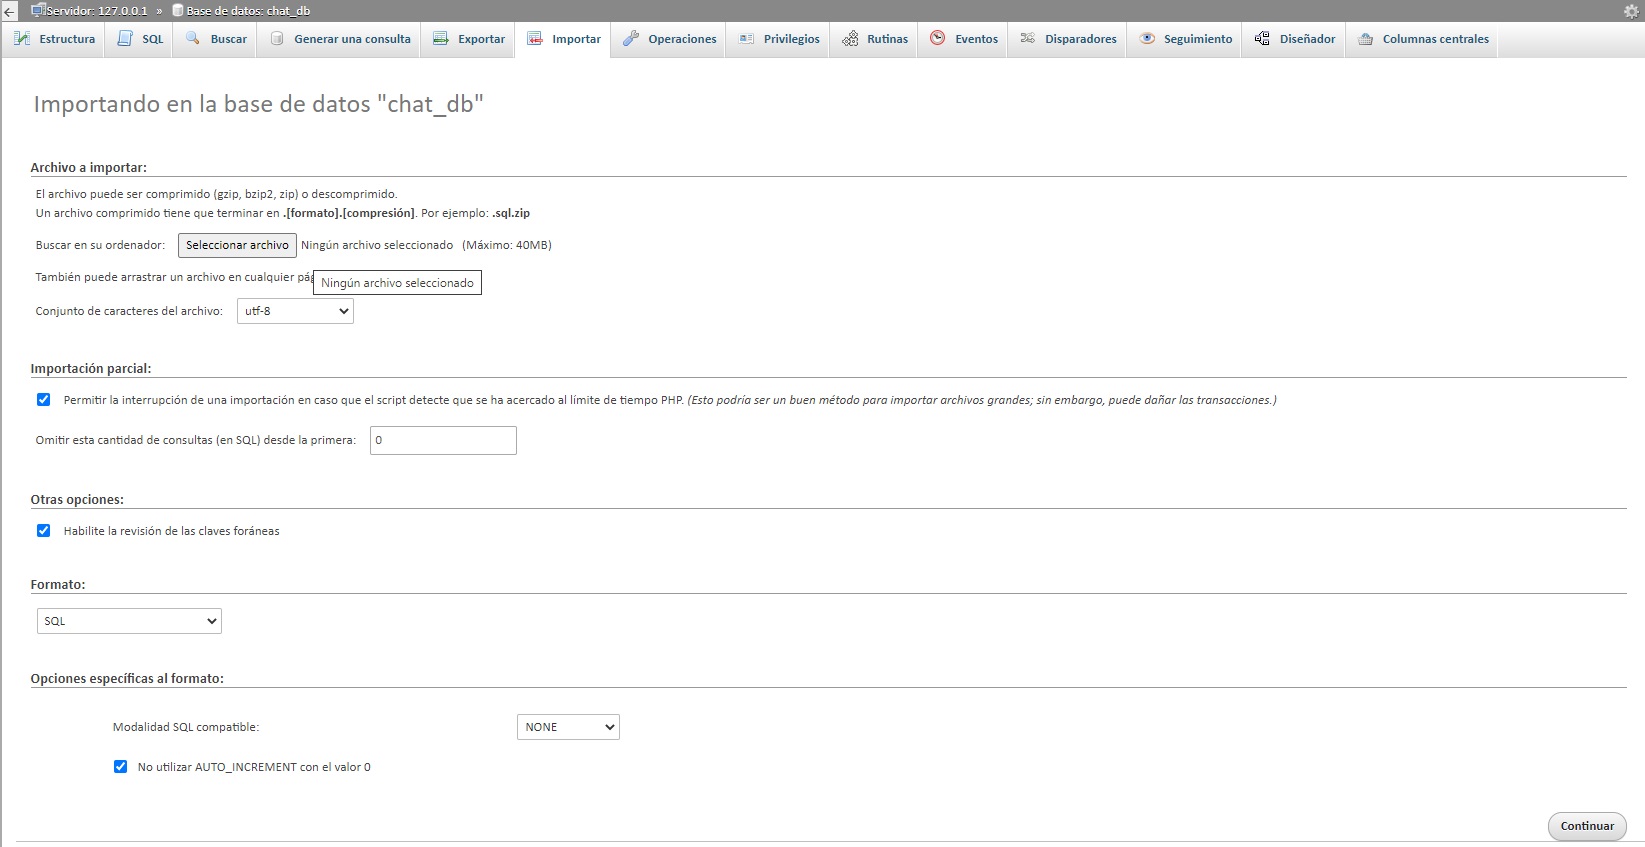 Servidor: 127.0.0.1 » Base de datos: chat_db
Estructura SQL Buscar Generar una consulta Exportar Importar Operaciones Privilegios Rutinas Eventos Disparadores Seguimiento Diseñador Columnas centrales
Importando en la base de datos "chat_db"
Archivo a importar:
El archivo puede ser comprimido (gzip, bzip2, zip) o descomprimido.
Un archivo comprimido tiene que terminar en .[formato].[compresión]. Por ejemplo: .sql.zip
Buscar en su ordenador: Seleccionar archivo Ningún archivo seleccionado (Máximo: 40MB)
También puede arrastrar un archivo en cualquier
Ningún archivo seleccionado
Conjunto de caracteres del archivo: utf-8
Importación parcial:
Permitir la interrupción de una importación en caso que el script detecte que se ha acercado al límite de tiempo PHP. (Esto podría ser un buen método para importar archivos grandes; sin embargo, puede dañar las transacciones.)
Omitir esta cantidad de consultas (en SQL) desde la primera: 0
Otras opciones:
Habilite la revisión de las claves foráneas
Formato:
SQL
Opciones específicas al formato:
Modalidad SQL compatible: NONE
No utilizar AUTO_INCREMENT con el valor 0
Continuar